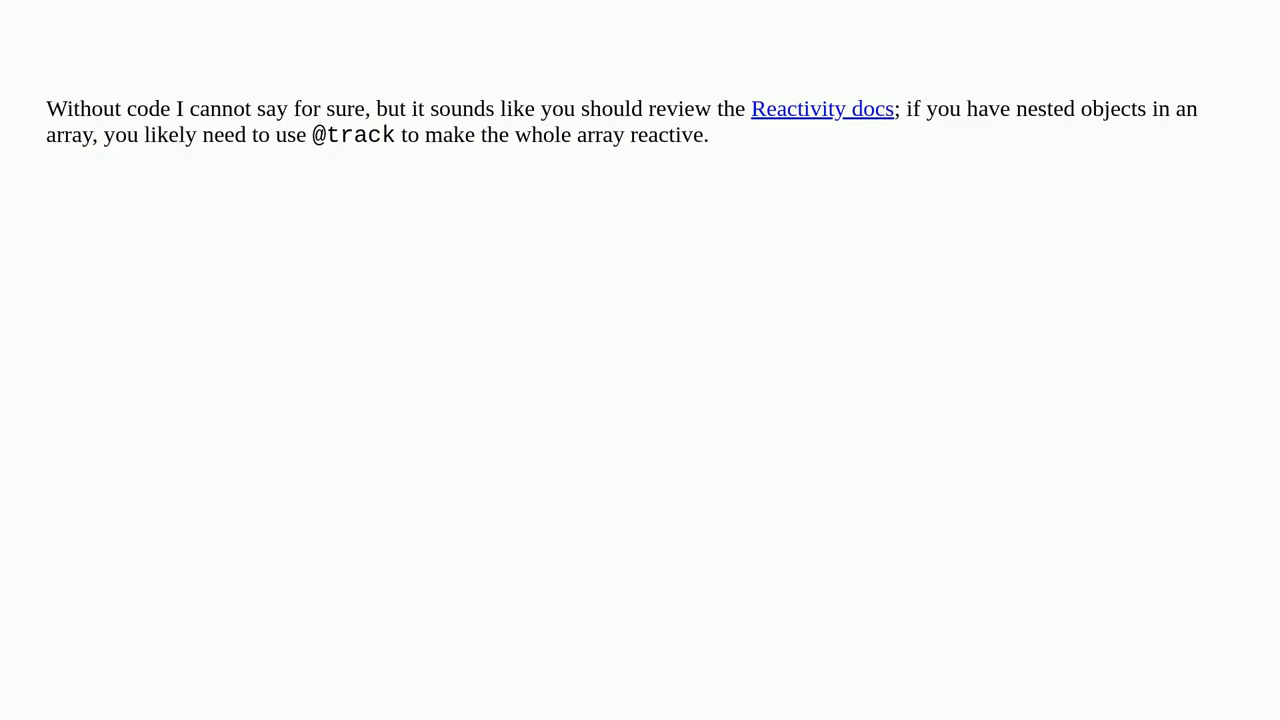 Without code I cannot say for sure, but it sounds like you should review the Reactivity docs; if you have nested objects in an
array, you likely need to use @track to make the whole array reactive.